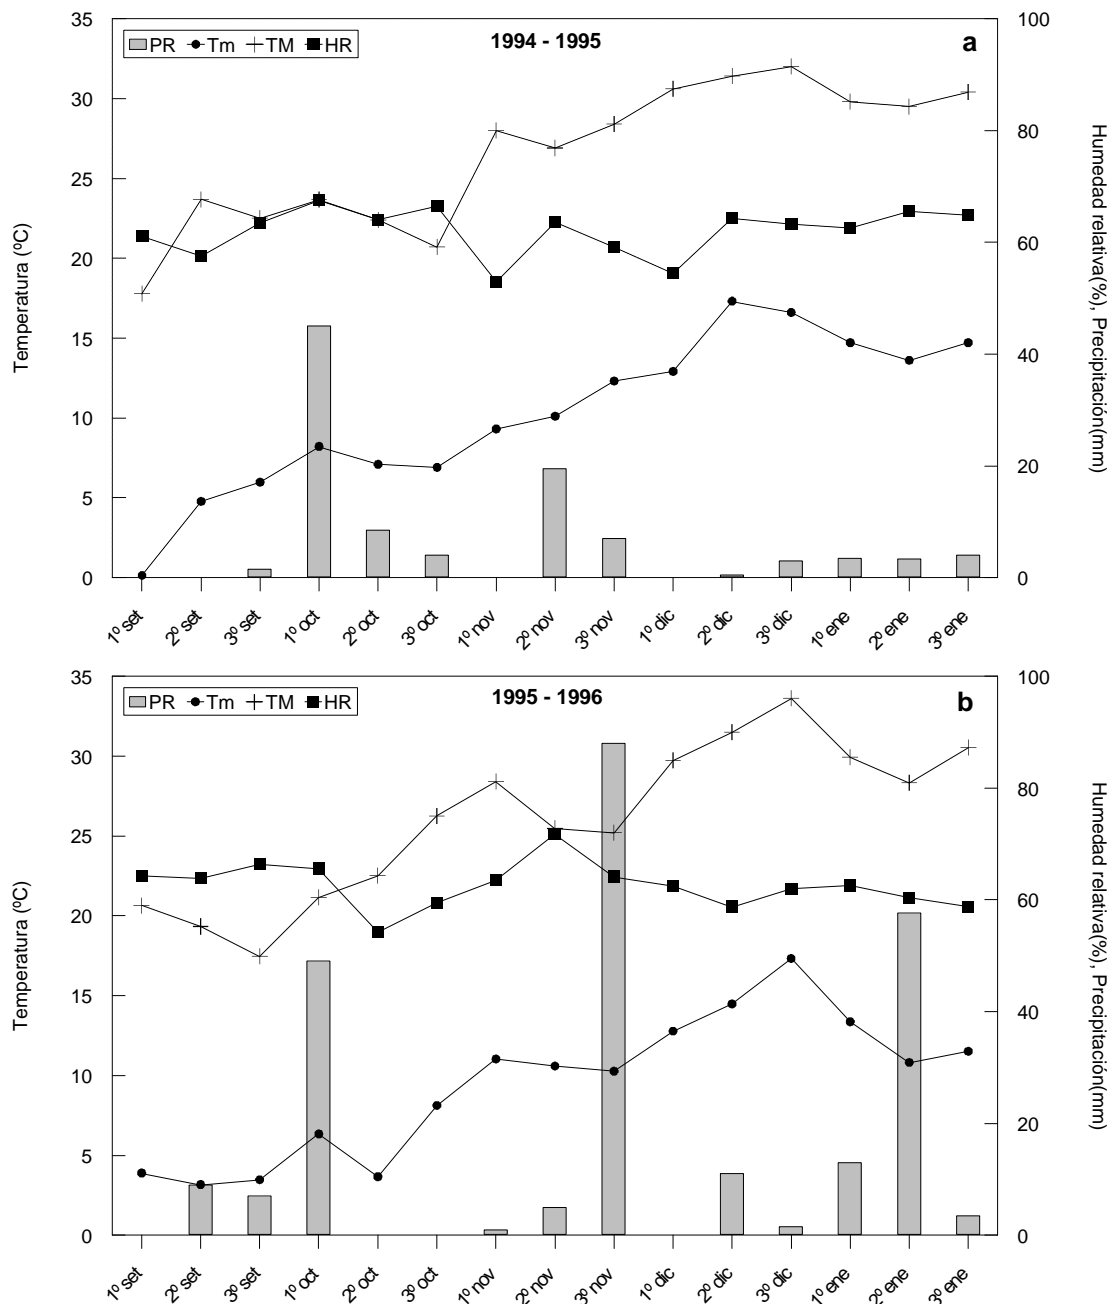 35
30
25
20
15
10
5
0
100
80
60
40
20
0
PR Tm TM HR
1994 - 1995
a
Temperatura (ºC)
Humedad relativa(%), Precipitación(mm)
1º set 2º set 3º set 1º oct 2º oct 3º oct 1º nov 2º nov 3º nov 1º dic 2º dic 3º dic 1º ene 2º ene 3º ene
35
30
25
20
15
10
5
0
100
80
60
40
20
0
PR Tm TM HR
1995 - 1996
b
Temperatura (ºC)
Humedad relativa(%), Precipitación(mm)
1º set 2º set 3º set 1º oct 2º oct 3º oct 1º nov 2º nov 3º nov 1º dic 2º dic 3º dic 1º ene 2º ene 3º ene